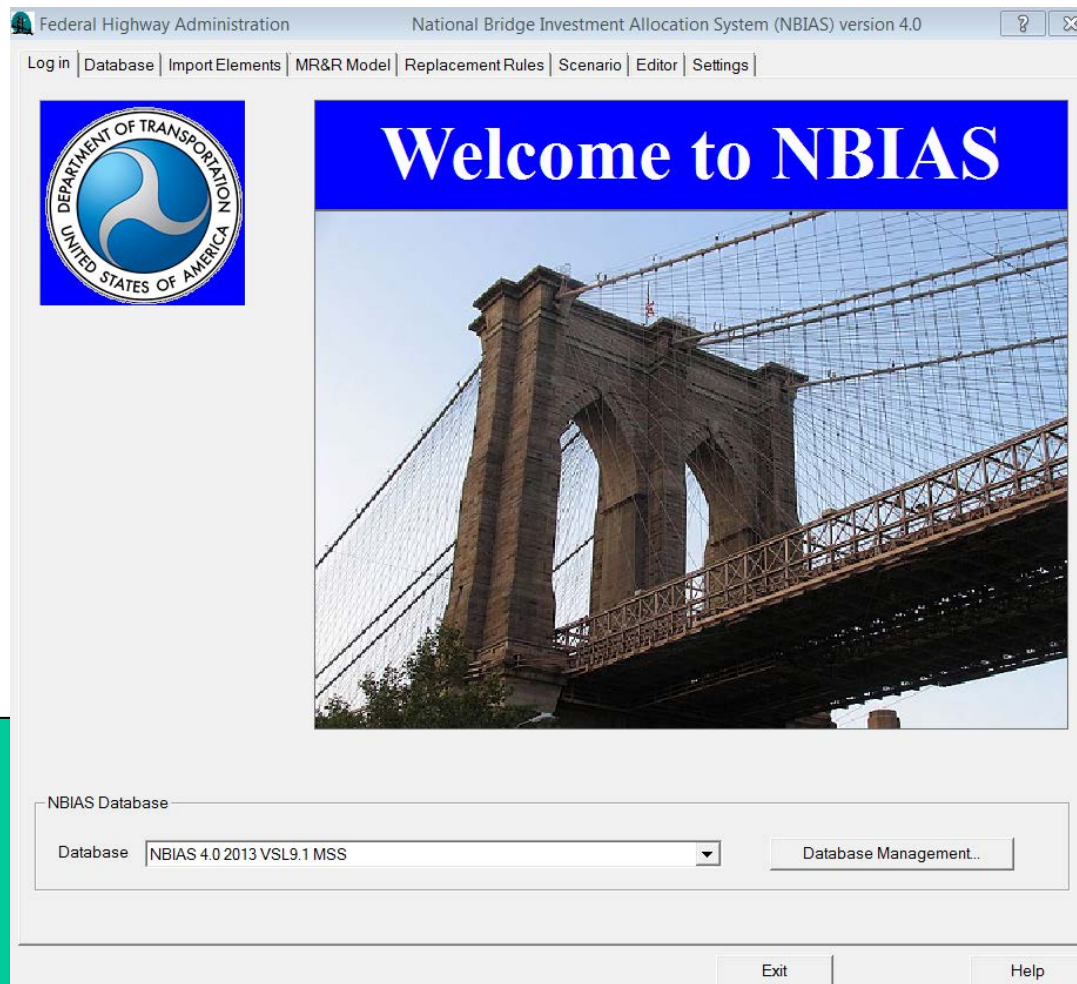 Federal Highway Administration National Bridge Investment Allocation System (NBIAS) version 4.0
Log in Database Import Elements MR&R Model Replacement Rules Scenario Editor Settings
DEPARTMENT OF TRANSPORTATION
UNITED STATES OF AMERICA
Welcome to NBIAS
NBIAS Database
Database NBIAS 4.0 2013 VSL9.1 MSS Database Management...
Exit Help